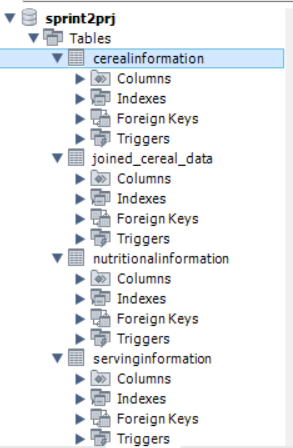 sprint2prj
Tables
cerealinformation
Columns
Indexes
Foreign Keys
Triggers
joined_cereal_data
Columns
Indexes
Foreign Keys
Triggers
nutritionalinformation
Columns
Indexes
Foreign Keys
Triggers
servinginformation
Columns
Indexes
Foreign Keys
Triggers